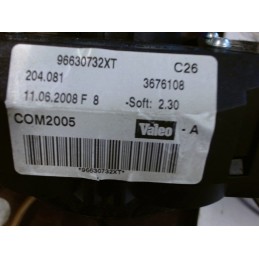 96630732XT C26
204.081 3676108
11.06.2008 F 8 -Soft: 2.30
COM2005 Valeo - A
*96630732XT*